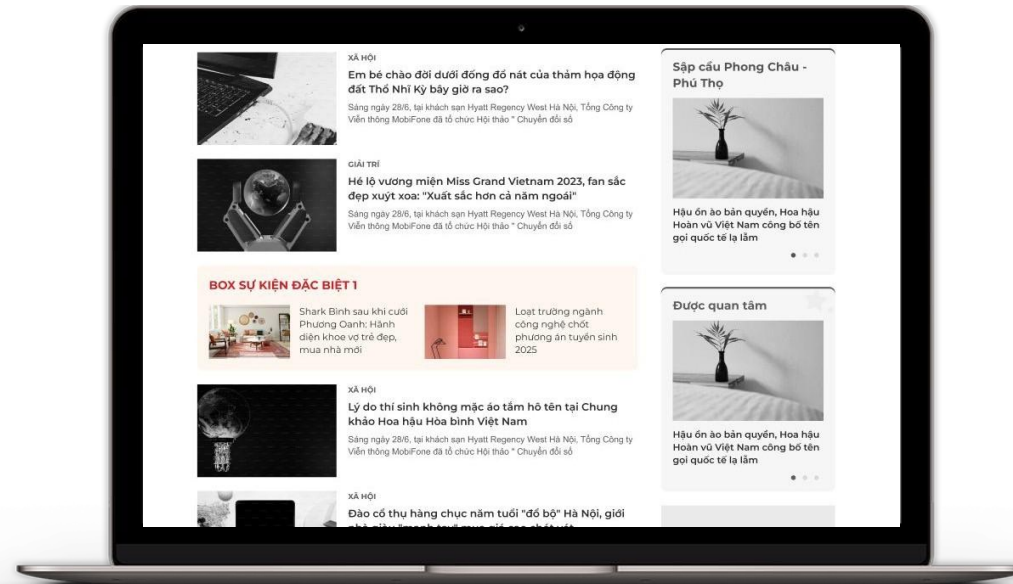 XÃ HỘI
Em bé chào đời dưới đống đổ nát của thảm họa động
đất Thổ Nhĩ Kỳ bây giờ ra sao?
Sáng ngày 28/6, tại khách sạn Hyatt Regency West Hà Nội, Tổng Công ty
Viễn thông MobiFone đã tổ chức Hội thảo " Chuyển đổi số
GIẢI TRÍ
Hé lộ vương miện Miss Grand Vietnam 2023, fan sắc
đẹp xuýt xoa: "Xuất sắc hơn cả năm ngoái"
Sáng ngày 28/6, tại khách sạn Hyatt Regency West Hà Nội, Tổng Công ty
Viễn thông MobiFone đã tổ chức Hội thảo " Chuyển đổi số
BOX SỰ KIỆN ĐẶC BIỆT 1
Shark Bình sau khi cưới
Phương Oanh: Hãnh
diện khoe vợ trẻ đẹp,
mua nhà mới
Loạt trường ngành
công nghệ chốt
phương án tuyển sinh
2025
XÃ HỘI
Lý do thí sinh không mặc áo tắm hô tên tại Chung
khảo Hoa hậu Hòa bình Việt Nam
Sáng ngày 28/6, tại khách sạn Hyatt Regency West Hà Nội, Tổng Công ty
Viễn thông MobiFone đã tổ chức Hội thảo " Chuyển đổi số
XÃ HỘI
Đào cổ thụ hàng chục năm tuổi "đổ bộ" Hà Nội, giới
Sập cầu Phong Châu -
Phú Thọ
Hậu ồn ào bản quyền, Hoa hậu
Hoàn vũ Việt Nam công bố tên
gọi quốc tế lạ lẫm
Được quan tâm
Hậu ồn ào bản quyền, Hoa hậu
Hoàn vũ Việt Nam công bố tên
gọi quốc tế lạ lẫm